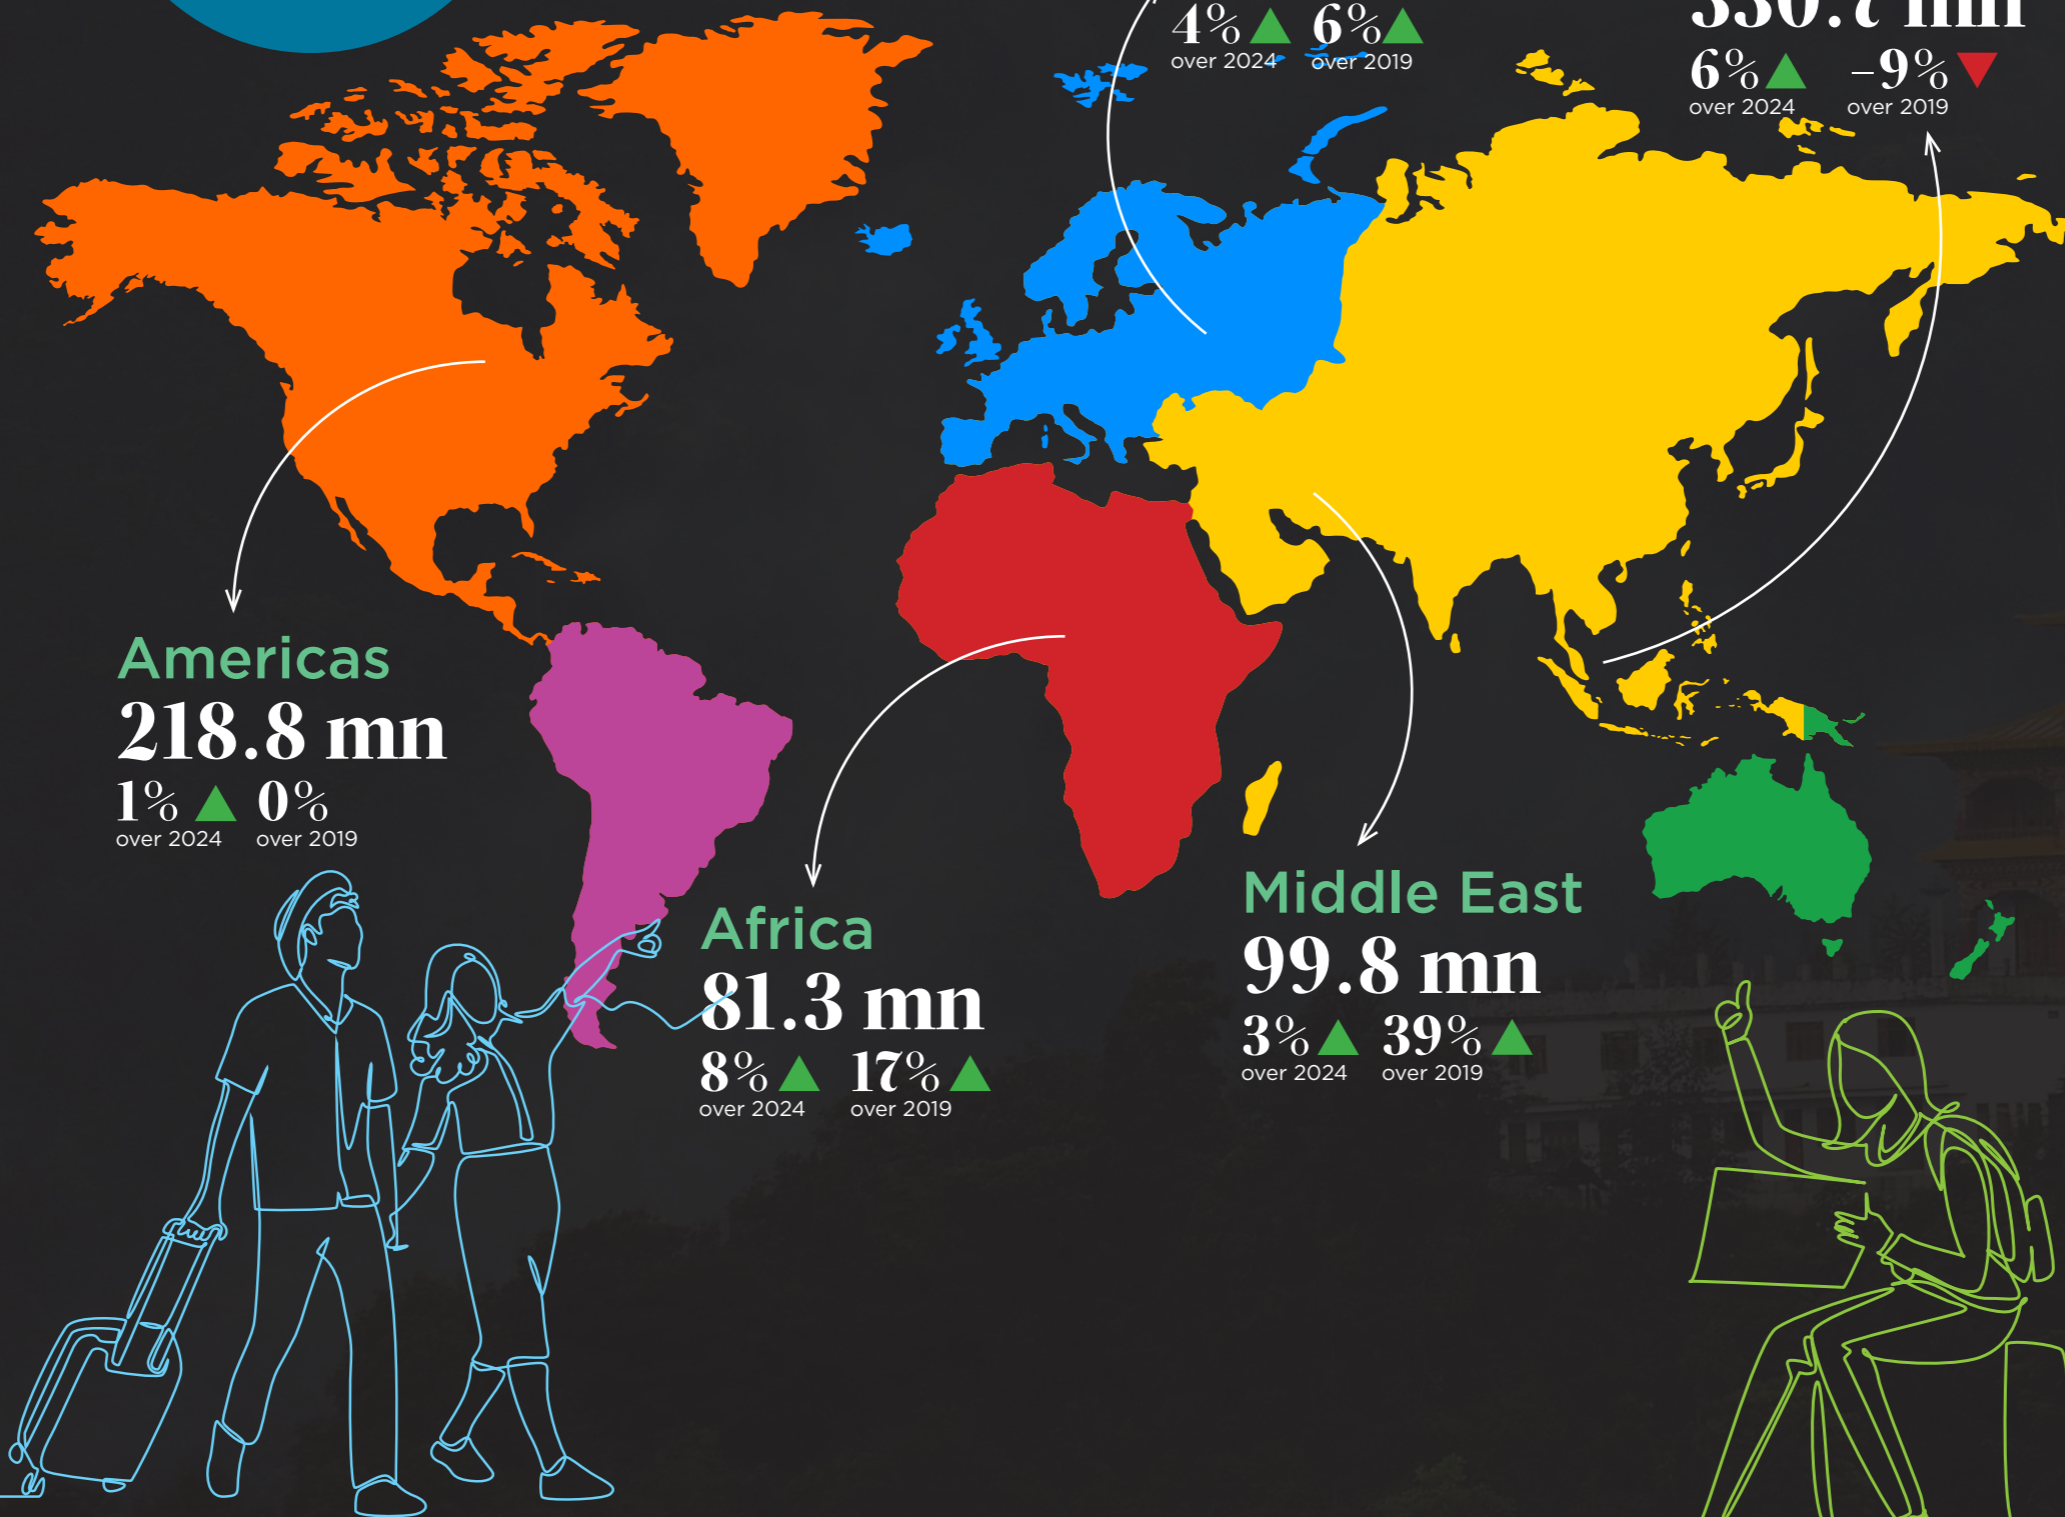 4% 6%
over 2024 over 2019
6% –9%
over 2024 over 2019
Americas
218.8 mn
1% 0%
over 2024 over 2019
Africa
81.3 mn
8% 17%
over 2024 over 2019
Middle East
99.8 mn
3% 39%
over 2024 over 2019